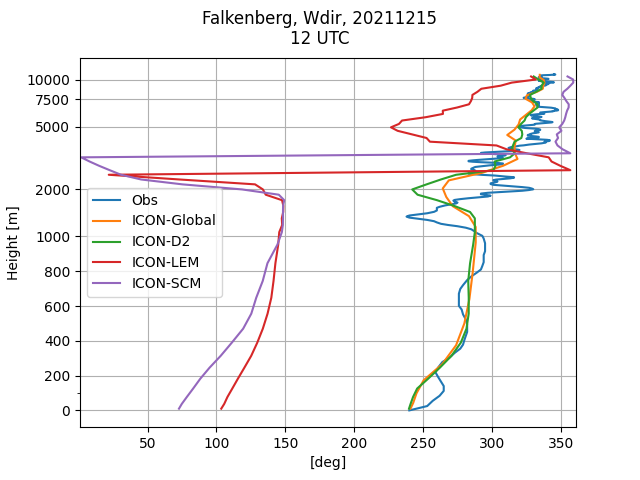 Falkenberg, Wdir, 20211215
12 UTC
Height [m]
10000
7500
5000
2000
1000
800
600
400
200
0
Obs
ICON-Global
ICON-D2
ICON-LEM
ICON-SCM
50 100 150 200 250 300 350
[deg]